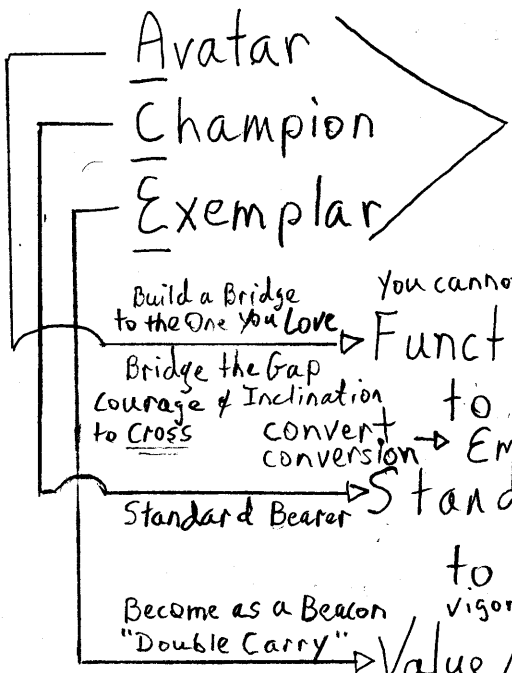 Avatar
Champion
Exemplar
Build a Bridge
to the One You Love
You canno
Funct
Bridge the Gap
Courage & Inclination
to Cross
to
convert
conversion
Em
Stand
Standard Bearer
to
vigor
Become as a Beacon
"Double Carry"
Value